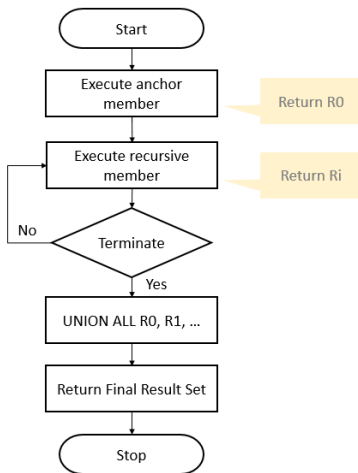 Start
Execute anchor
member
Return R0
Execute recursive
member
Return Ri
No
Terminate
Yes
UNION ALL R0, R1, ...
Return Final Result Set
Stop